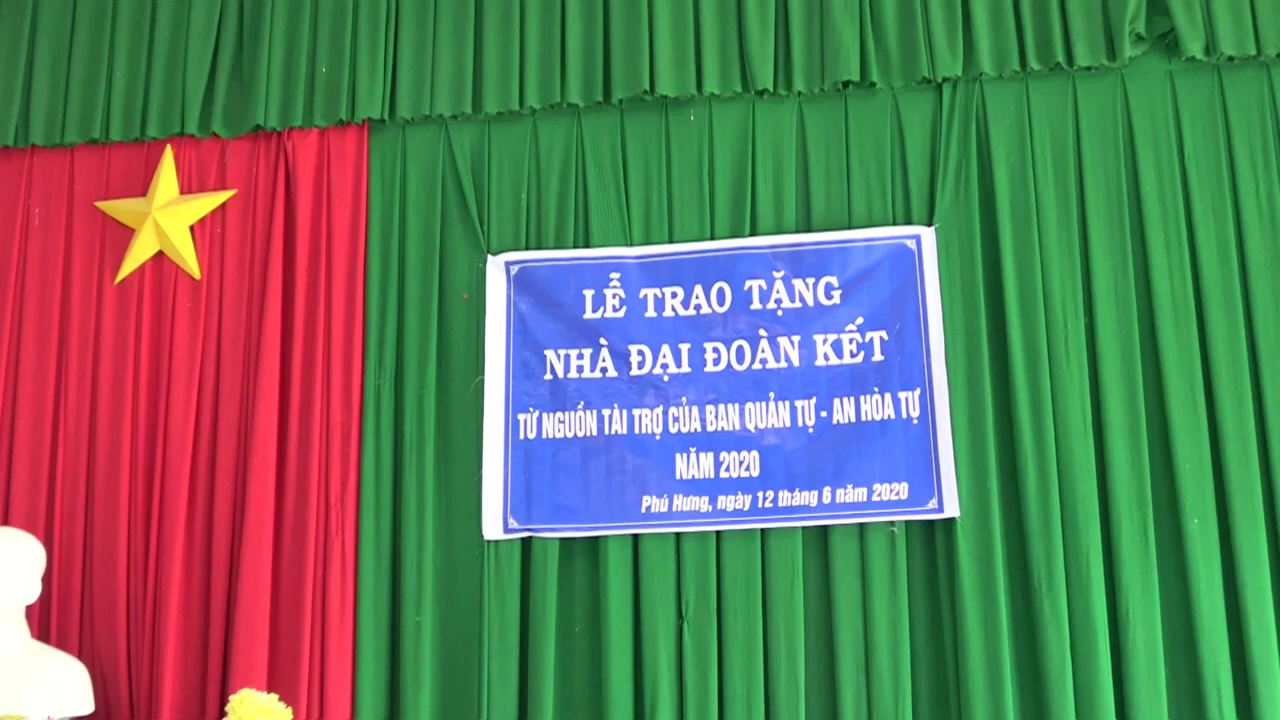 LỄ TRAO TẶNG
NHÀ ĐẠI ĐOÀN KẾT
TỪ NGUỒN TÀI TRỢ CỦA BAN QUẢN TỰ - AN HÒA TỰ
NĂM 2020
Phú Hưng, ngày 12 tháng 6 năm 2020